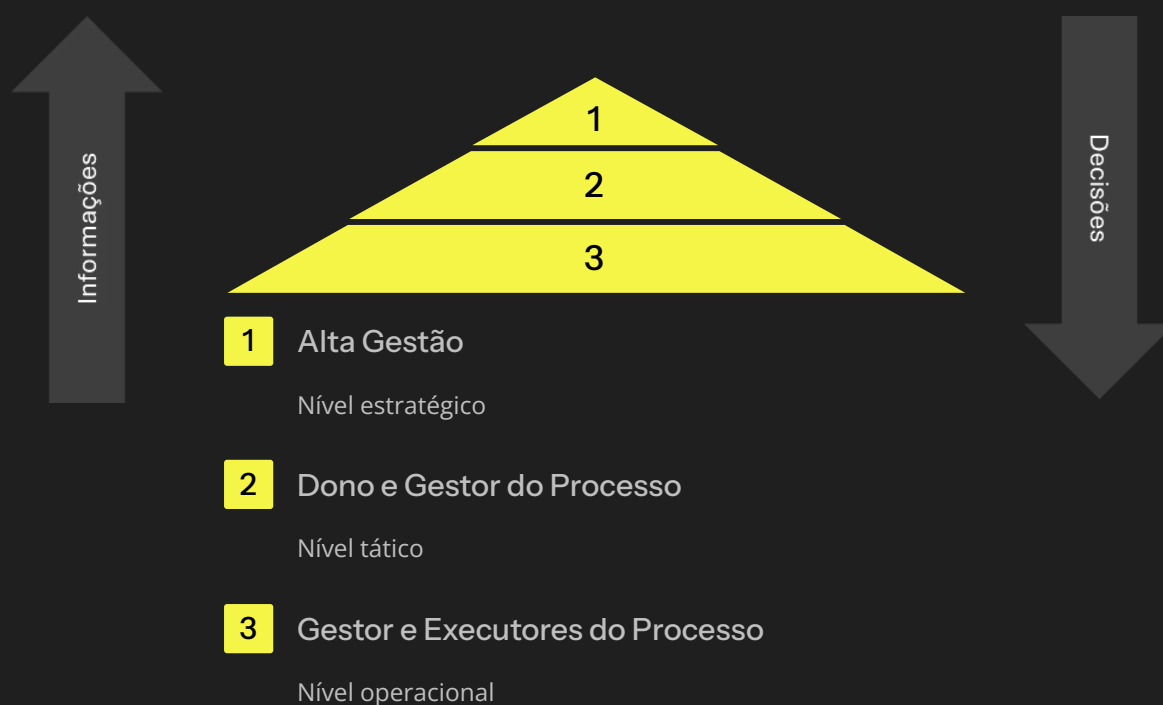 Informações
Decisões
1
2
3
1 Alta Gestão
Nível estratégico
2 Dono e Gestor do Processo
Nível tático
3 Gestor e Executores do Processo
Nível operacional